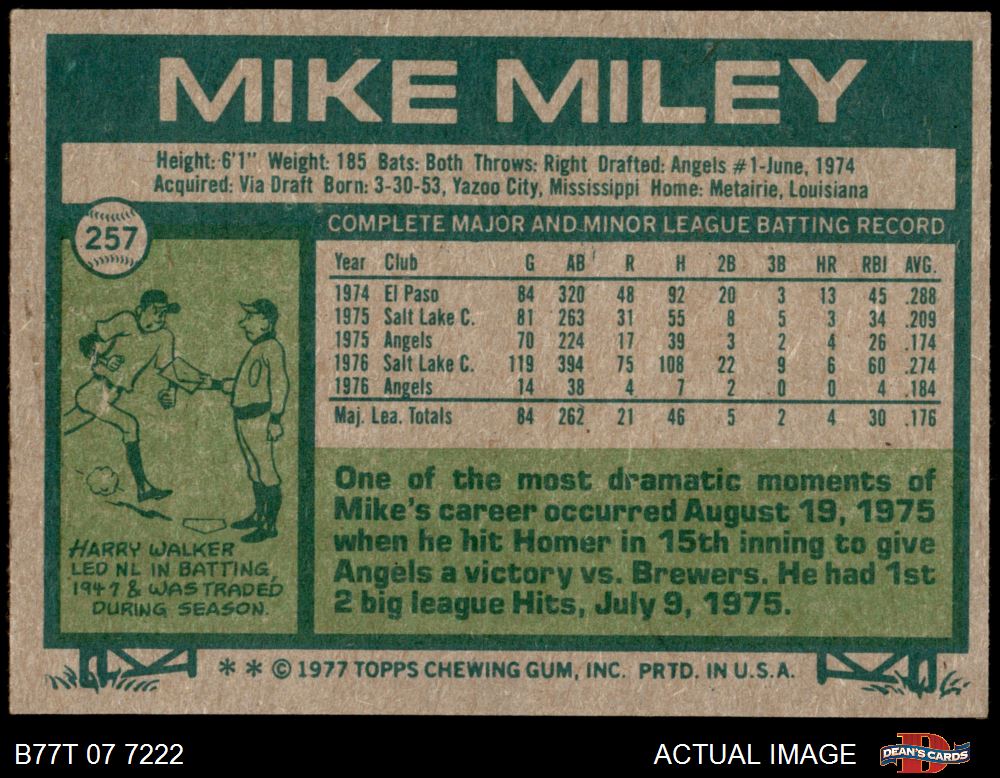 MIKE MILEY
Height: 6'1" Weight: 185 Bats: Both Throws: Right Drafted: Angels #1-June, 1974
Acquired: Via Draft Born: 3-30-53, Yazoo City, Mississippi Home: Metairie, Louisiana
257
COMPLETE MAJOR AND MINOR LEAGUE BATTING RECORD
Year Club G AB R H 2B 3B HR RBI AVG.
1974 El Paso 84 320 48 92 20 3 13 45 .288
1975 Salt Lake C. 81 263 31 55 8 5 3 34 .209
1975 Angels 70 224 17 39 3 2 4 26 .174
1976 Salt Lake C. 119 394 75 108 22 9 6 60 .274
1976 Angels 14 38 4 7 2 0 0 4 .184
Maj. Lea. Totals 84 262 21 46 5 2 4 30 .176
HARRY WALKER
LED NL IN BATTING,
1947 & WAS TRADED
DURING SEASON.
One of the most dramatic moments of
Mike's career occurred August 19, 1975
when he hit Homer in 15th inning to give
Angels a victory vs. Brewers. He had 1st
2 big league Hits, July 9, 1975.
* * © 1977 TOPPS CHEWING GUM, INC. PRTD. IN U.S.A.
B77T 07 7222
ACTUAL IMAGE
D
DEAN'S CARDS